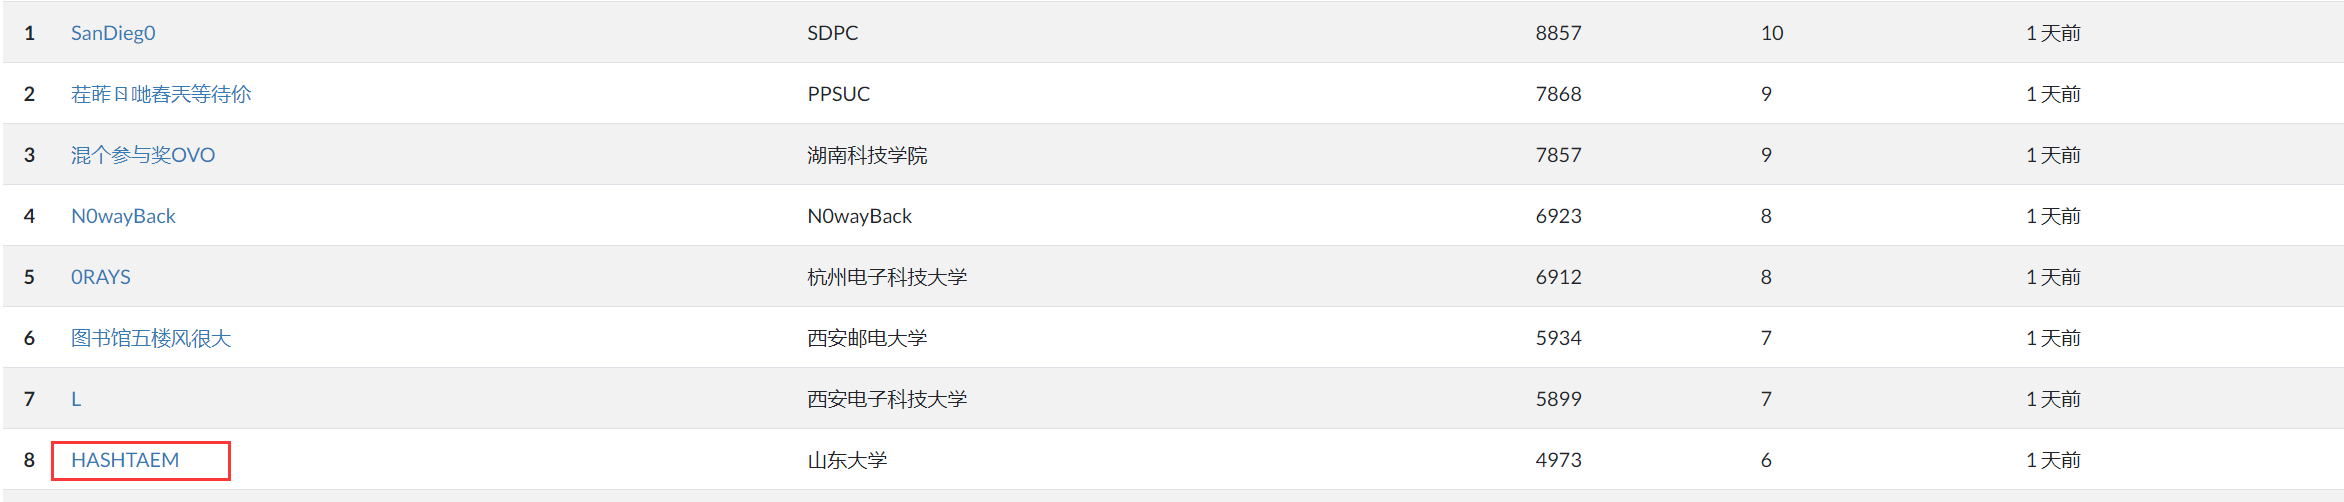 1 SanDieg0 SDPC 8857 10 1 天前
2 茬昨日哋春天等待伱 PPSUC 7868 9 1 天前
3 混个参与奖OVO 湖南科技学院 7857 9 1 天前
4 N0wayBack N0wayBack 6923 8 1 天前
5 0RAYS 杭州电子科技大学 6912 8 1 天前
6 图书馆五楼风很大 西安邮电大学 5934 7 1 天前
7 L 西安电子科技大学 5899 7 1 天前
8 HASHTAEM 山东大学 4973 6 1 天前